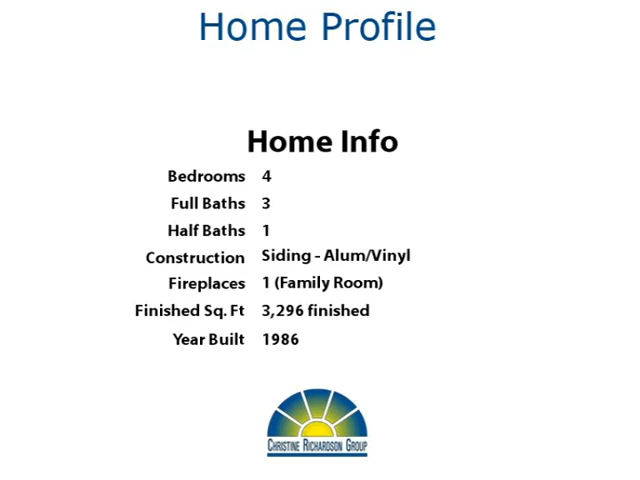 Home Profile
Home Info
Bedrooms 4
Full Baths 3
Half Baths 1
Construction Siding - Alum/Vinyl
Fireplaces 1 (Family Room)
Finished Sq. Ft 3,296 finished
Year Built 1986
CHRISTINE RICHARDSON GROUP